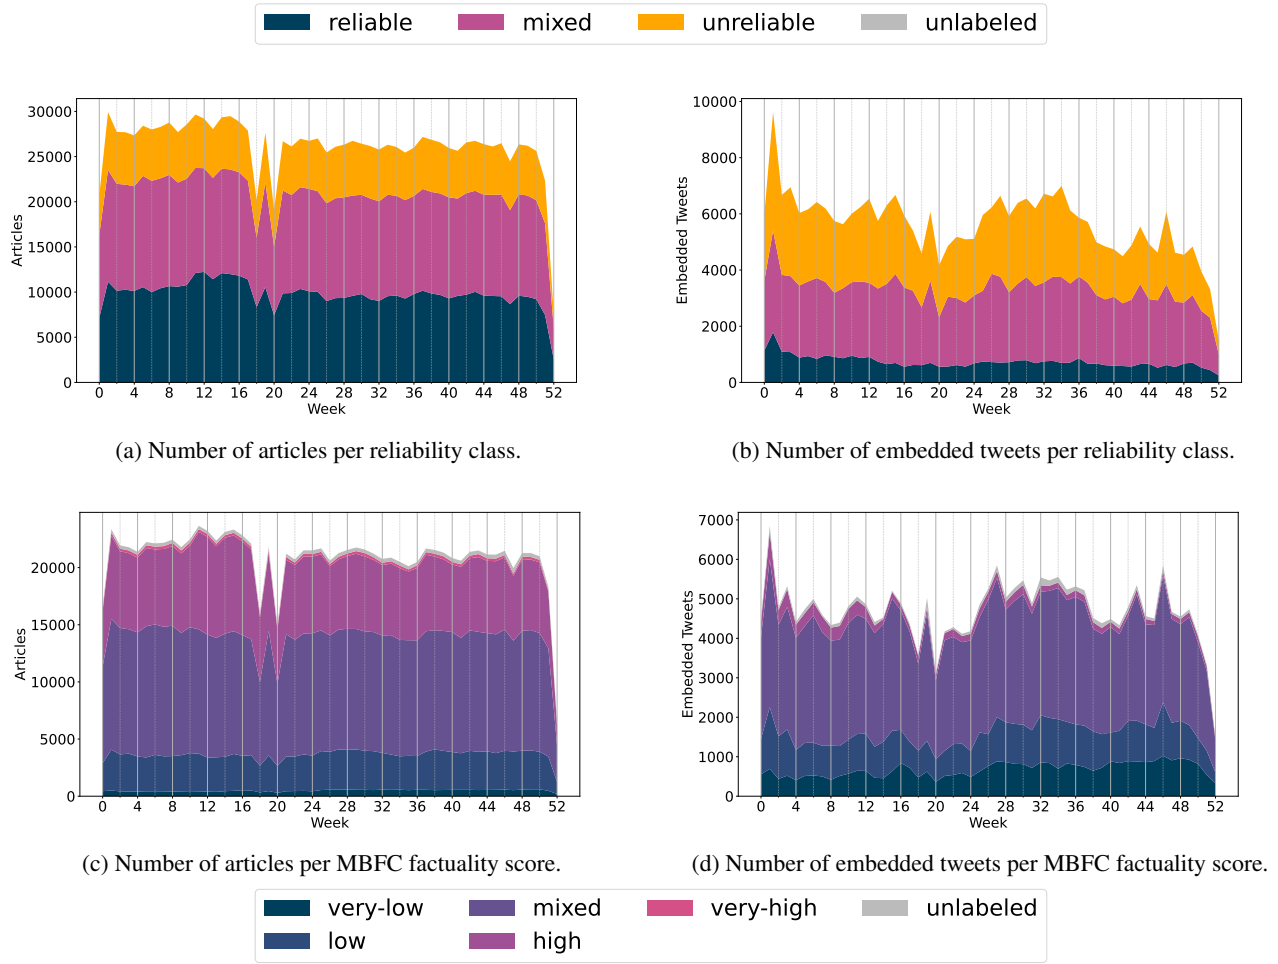 reliable mixed unreliable unlabeled
30000
25000
20000
15000
10000
5000
0
Articles
0 4 8 12 16 20 24 28 32 36 40 44 48 52
Week
(a) Number of articles per reliability class.
10000
8000
6000
4000
2000
0
Embedded Tweets
0 4 8 12 16 20 24 28 32 36 40 44 48 52
Week
(b) Number of embedded tweets per reliability class.
20000
15000
10000
5000
0
Articles
0 4 8 12 16 20 24 28 32 36 40 44 48 52
Week
(c) Number of articles per MBFC factuality score.
7000
6000
5000
4000
3000
2000
1000
0
Embedded Tweets
0 4 8 12 16 20 24 28 32 36 40 44 48 52
Week
(d) Number of embedded tweets per MBFC factuality score.
very-low mixed very-high unlabeled
low high